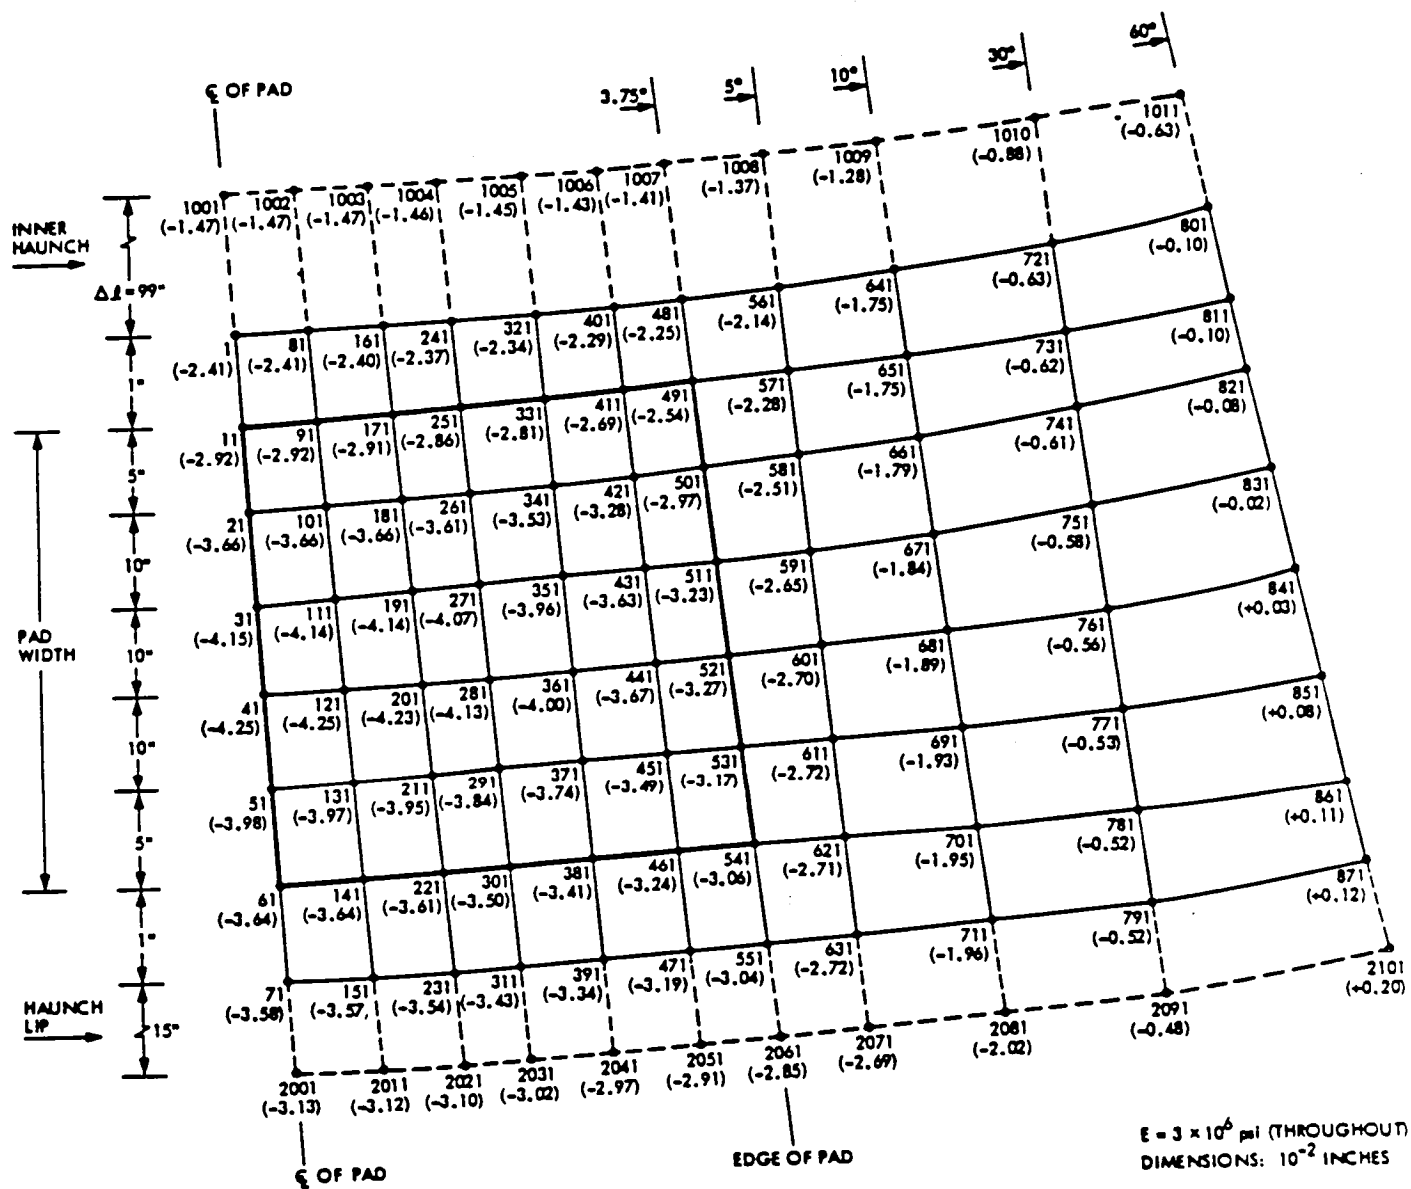 ℄ OF PAD
3.75° 5° 10° 30° 60°
1001 1002 1003 1004 1005 1006 1007 1008 1009 1010 1011
(-1.47) (-1.47) (-1.47) (-1.46) (-1.45) (-1.43) (-1.41) (-1.37) (-1.28) (-0.88) (-0.63)
INNER
HAUNCH
Δℓ = 99"
1 81 161 241 321 401 481 561 641 721 801
(-2.41) (-2.41) (-2.40) (-2.37) (-2.34) (-2.29) (-2.25) (-2.14) (-1.75) (-0.63) (-0.10)
1"
11 91 171 251 331 411 491 571 651 731 811
(-2.92) (-2.92) (-2.91) (-2.86) (-2.81) (-2.69) (-2.54) (-2.28) (-1.75) (-0.62) (-0.10)
5"
21 101 181 261 341 421 501 581 661 741 821
(-3.66) (-3.66) (-3.66) (-3.61) (-3.53) (-3.28) (-2.97) (-2.51) (-1.79) (-0.61) (-0.08)
10"
31 111 191 271 351 431 511 591 671 751 831
(-4.15) (-4.14) (-4.14) (-4.07) (-3.96) (-3.63) (-3.23) (-2.65) (-1.84) (-0.58) (-0.02)
PAD
WIDTH
10"
41 121 201 281 361 441 521 601 681 761 841
(-4.25) (-4.25) (-4.23) (-4.13) (-4.00) (-3.67) (-3.27) (-2.70) (-1.89) (-0.56) (+0.03)
10"
51 131 211 291 371 451 531 611 691 771 851
(-3.98) (-3.97) (-3.95) (-3.84) (-3.74) (-3.49) (-3.17) (-2.72) (-1.93) (-0.53) (+0.08)
5"
61 141 221 301 381 461 541 621 701 781 861
(-3.64) (-3.64) (-3.61) (-3.50) (-3.41) (-3.24) (-3.06) (-2.71) (-1.95) (-0.52) (+0.11)
1"
71 151 231 311 391 471 551 631 711 791 871
(-3.58) (-3.57) (-3.54) (-3.43) (-3.34) (-3.19) (-3.04) (-2.72) (-1.96) (-0.52) (+0.12)
HAUNCH
LIP
15"
2001 2011 2021 2031 2041 2051 2061 2071 2081 2091 2101
(-3.13) (-3.12) (-3.10) (-3.02) (-2.97) (-2.91) (-2.85) (-2.69) (-2.02) (-0.48) (+0.20)
℄ OF PAD
EDGE OF PAD
E = 3 × 10⁶ psi (THROUGHOUT)
DIMENSIONS: 10⁻² INCHES